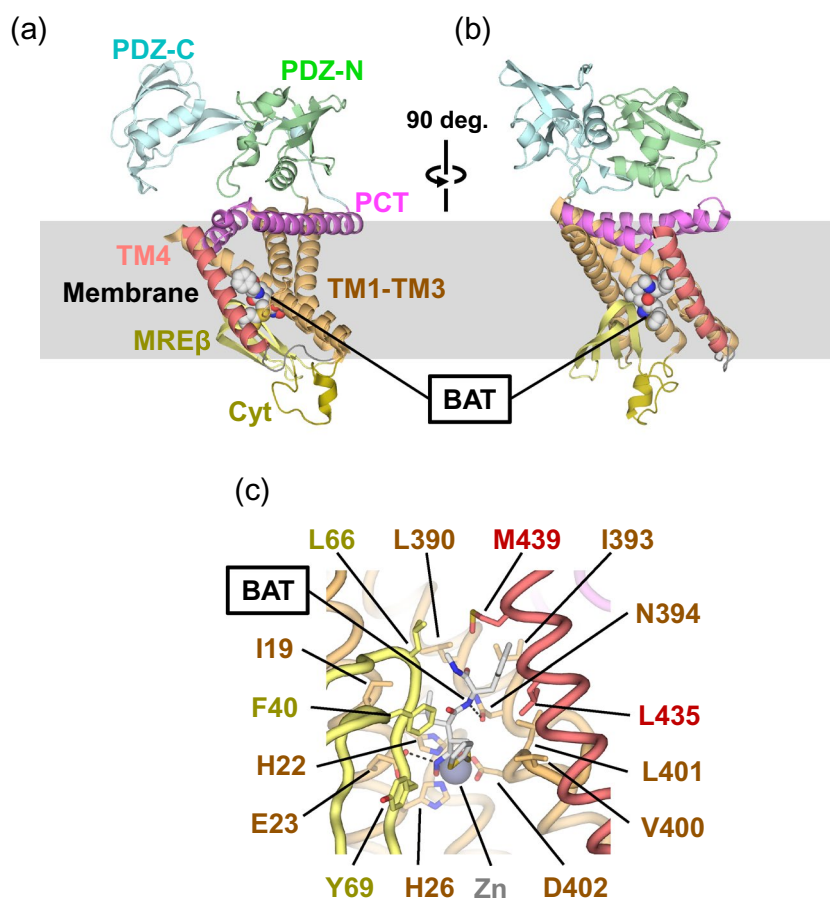 (a)
(b)
PDZ-C
PDZ-N
90 deg.
PCT
TM4
Membrane
TM1-TM3
MREβ
BAT
Cyt
(c)
L66 L390 M439 I393
BAT
N394
I19
F40
L435
H22
L401
E23
V400
Y69 H26 Zn D402